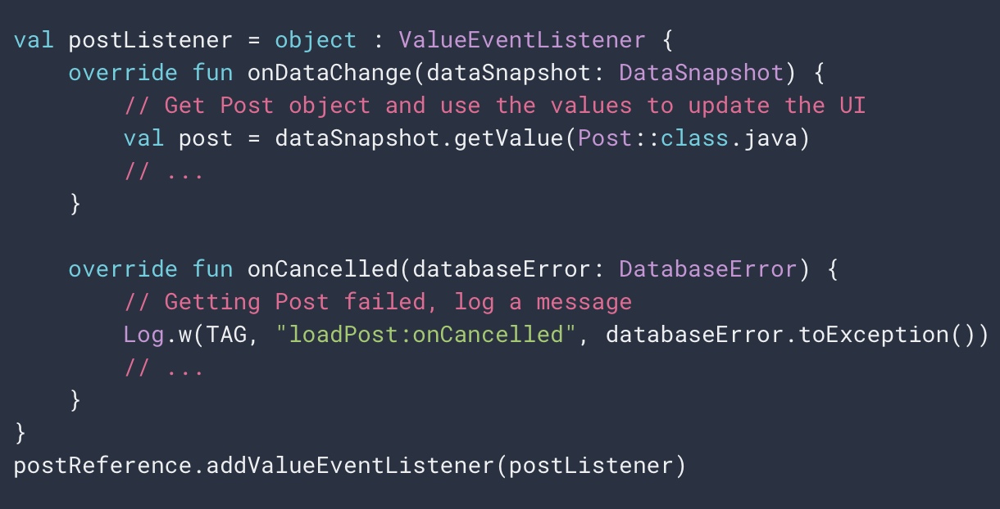 val postListener = object : ValueEventListener {
    override fun onDataChange(dataSnapshot: DataSnapshot) {
        // Get Post object and use the values to update the UI
        val post = dataSnapshot.getValue(Post::class.java)
        // ...
    }

    override fun onCancelled(databaseError: DatabaseError) {
        // Getting Post failed, log a message
        Log.w(TAG, "loadPost:onCancelled", databaseError.toException())
        // ...
    }
}
postReference.addValueEventListener(postListener)